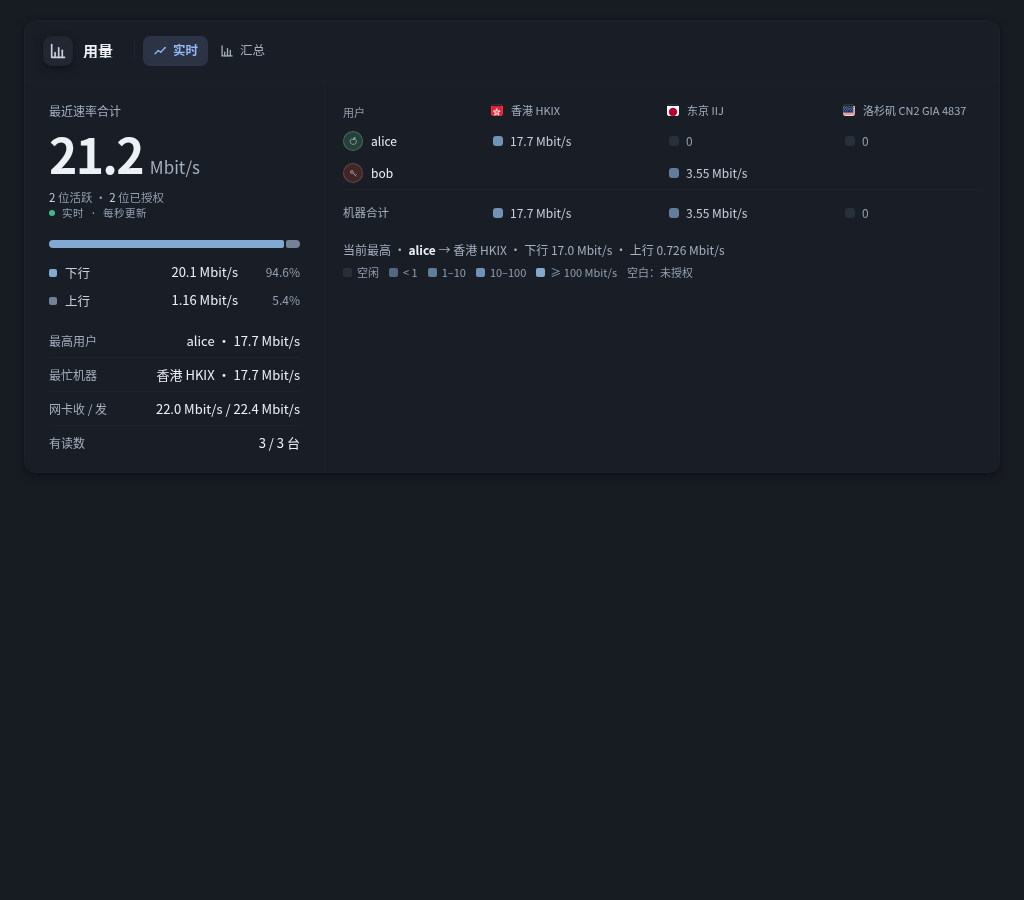 用量 实时 汇总
最近速率合计
21.2 Mbit/s
2 位活跃 · 2 位已授权
实时 · 每秒更新
下行 20.1 Mbit/s 94.6%
上行 1.16 Mbit/s 5.4%
最高用户 alice · 17.7 Mbit/s
最忙机器 香港 HKIX · 17.7 Mbit/s
网卡收 / 发 22.0 Mbit/s / 22.4 Mbit/s
有读数 3 / 3 台
用户 香港 HKIX 东京 IIJ 洛杉矶 CN2 GIA 4837
alice 17.7 Mbit/s 0 0
bob 3.55 Mbit/s
机器合计 17.7 Mbit/s 3.55 Mbit/s 0
当前最高 · alice → 香港 HKIX · 下行 17.0 Mbit/s · 上行 0.726 Mbit/s
空闲 < 1 1–10 10–100 ≥ 100 Mbit/s 空白：未授权